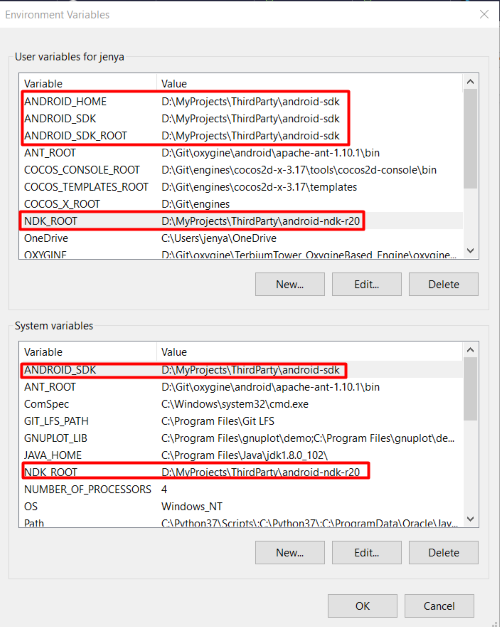 Environment Variables
User variables for jenya
Variable Value
ANDROID_HOME D:\MyProjects\ThirdParty\android-sdk
ANDROID_SDK D:\MyProjects\ThirdParty\android-sdk
ANDROID_SDK_ROOT D:\MyProjects\ThirdParty\android-sdk
ANT_ROOT D:\Git\oxygine\android\apache-ant-1.10.1\bin
COCOS_CONSOLE_ROOT D:\Git\engines\cocos2d-x-3.17\tools\cocos2d-console\bin
COCOS_TEMPLATES_ROOT D:\Git\engines\cocos2d-x-3.17\templates
COCOS_X_ROOT D:\Git\engines
NDK_ROOT D:\MyProjects\ThirdParty\android-ndk-r20
OneDrive C:\Users\jenya\OneDrive
OXYGINE D:\Git\oxygine\TerbiumTower_OxygineBased_Engine\oxygine...
New... Edit... Delete
System variables
Variable Value
ANDROID_SDK D:\MyProjects\ThirdParty\android-sdk
ANT_ROOT D:\Git\oxygine\android\apache-ant-1.10.1\bin
ComSpec C:\Windows\system32\cmd.exe
GIT_LFS_PATH C:\Program Files\Git LFS
GNUPLOT_LIB C:\Program Files\gnuplot\demo;C:\Program Files\gnuplot\de...
JAVA_HOME C:\Program Files\Java\jdk1.8.0_102\
NDK_ROOT D:\MyProjects\ThirdParty\android-ndk-r20
NUMBER_OF_PROCESSORS 4
OS Windows_NT
Path C:\Python37\Scripts\;C:\Python37\;C:\ProgramData\Oracle\Jav...
New... Edit... Delete
OK Cancel